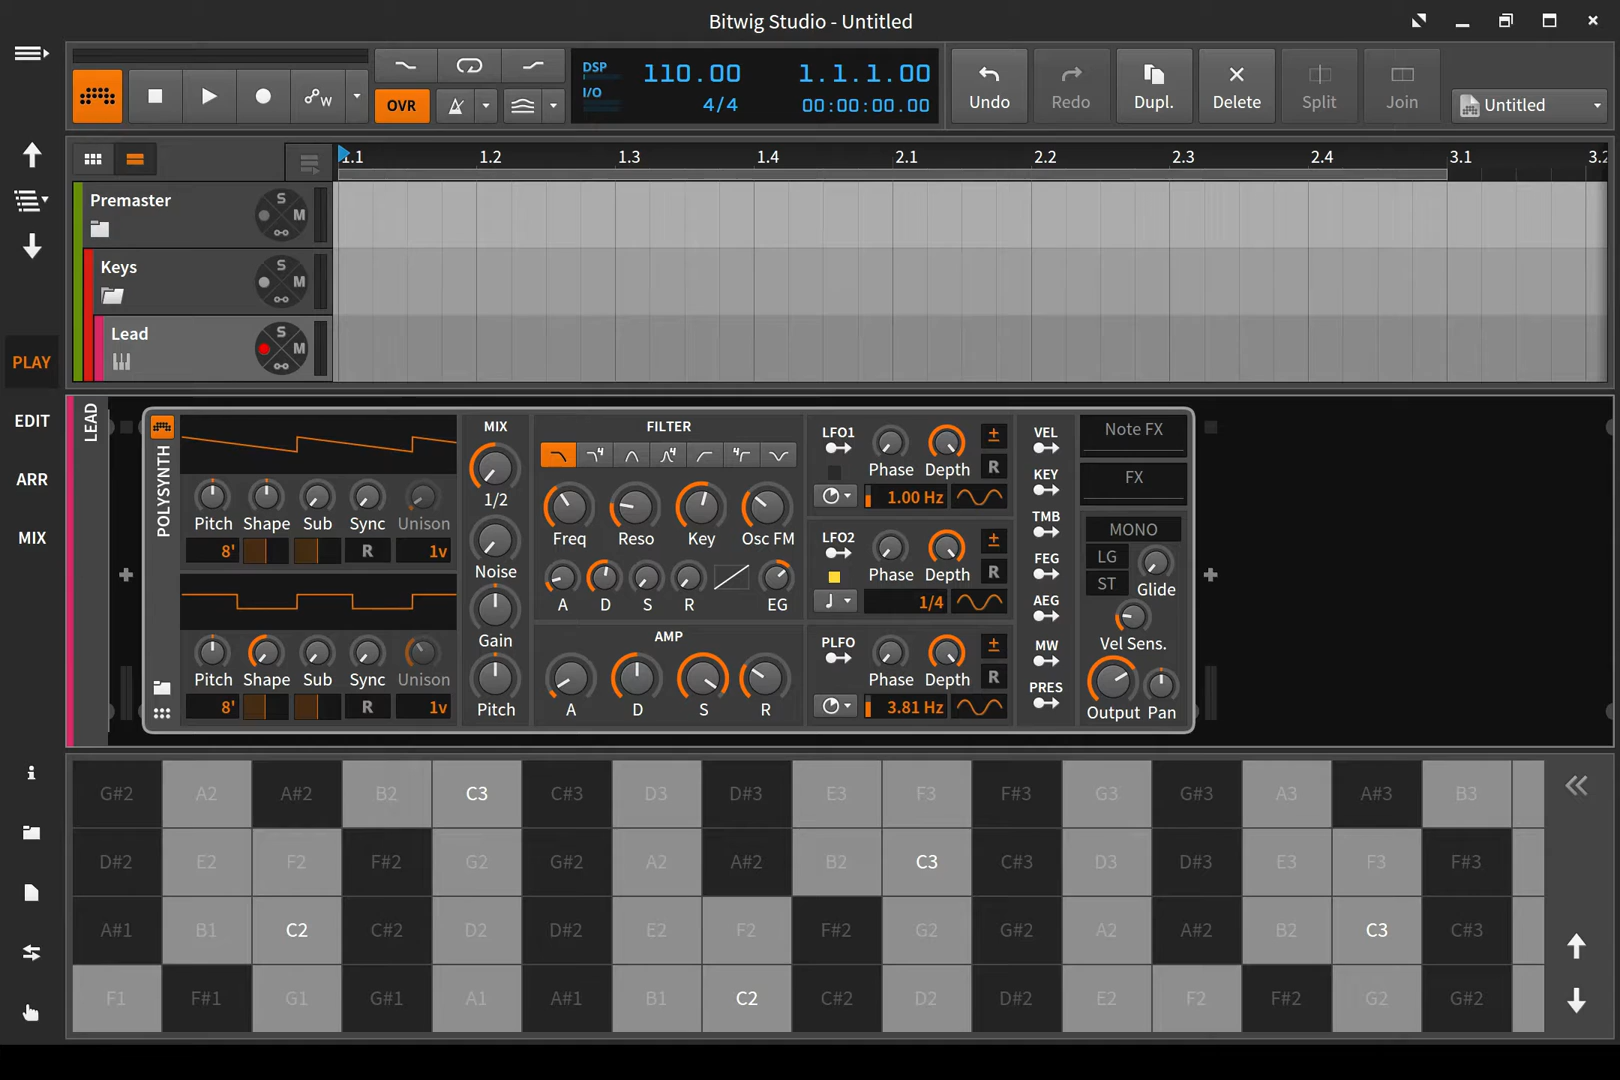 Bitwig Studio - Untitled
OVR
DSP
I/O
110.00
4/4
1.1.1.00
00:00:00.00
Undo
Redo
Dupl.
Delete
Split
Join
Untitled
1.1 1.2 1.3 1.4 2.1 2.2 2.3 2.4 3.1 3.2
Premaster
S
M
Keys
S
M
Lead
S
M
PLAY
EDIT
ARR
MIX
LEAD
POLYSYNTH
Pitch Shape Sub Sync Unison
8' R 1v
Pitch Shape Sub Sync Unison
8' R 1v
MIX
1/2
Noise
Gain
Pitch
FILTER
4 4 4
Freq Reso Key Osc FM
A D S R EG
AMP
A D S R
LFO1
Phase Depth
±
R
1.00 Hz
LFO2
Phase Depth
±
R
1/4
PLFO
Phase Depth
±
R
3.81 Hz
VEL
KEY
TMB
FEG
AEG
MW
PRES
Note FX
FX
MONO
LG
ST
Glide
Vel Sens.
Output Pan
G#2 A2 A#2 B2 C3 C#3 D3 D#3 E3 F3 F#3 G3 G#3 A3 A#3 B3
D#2 E2 F2 F#2 G2 G#2 A2 A#2 B2 C3 C#3 D3 D#3 E3 F3 F#3
A#1 B1 C2 C#2 D2 D#2 E2 F2 F#2 G2 G#2 A2 A#2 B2 C3 C#3
F1 F#1 G1 G#1 A1 A#1 B1 C2 C#2 D2 D#2 E2 F2 F#2 G2 G#2